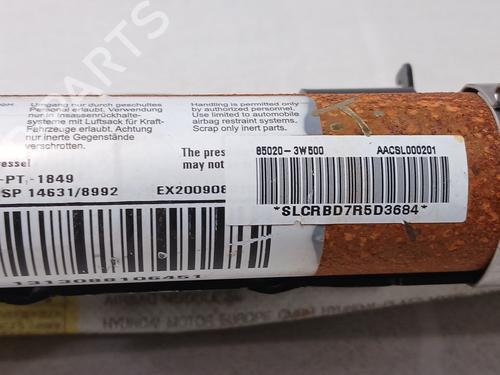 PARTS
Umgang nur durch geschultes
Personal erlaubt. Verwendung
nur in Insassenrückhalte-
systeme mit Luftsack für Kraft-
Fahrzeuge erlaubt. Achtung
nur inerte Gegenstände
verschrotten.
Handling is permitted only
by authorized personnel.
Use limited to automobile
airbag restraint systems.
Scrap only inert parts.
The pres
may not
-PT -1849
SP 14631/8992
EX200908
85020-3W500
AACSL000201
*SLCRBD7R5D3684*
1313088106451